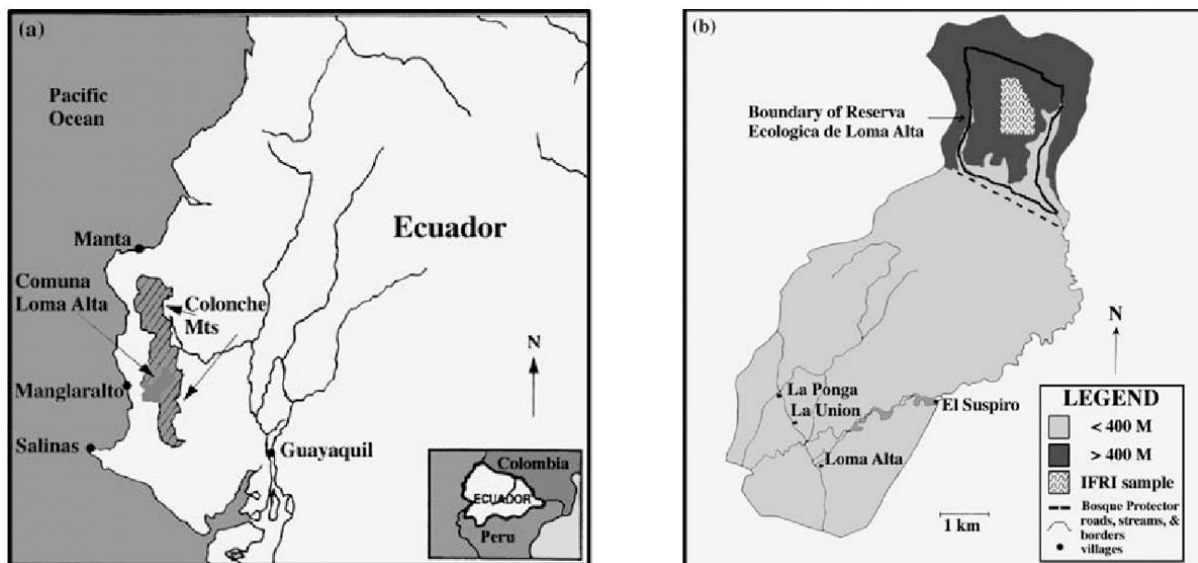 (a)
Pacific
Ocean
Ecuador
Manta
Comuna
Loma Alta
Colonche
Mts
N
Manglaralto
Salinas
Guayaquil
Colombia
ECUADOR
Peru
(b)
Boundary of Reserva
Ecologica de Loma Alta
N
La Ponga
La Union
El Suspiro
Loma Alta
1 km
LEGEND
< 400 M
> 400 M
IFRI sample
Bosque Protector
roads, streams, &
borders
villages